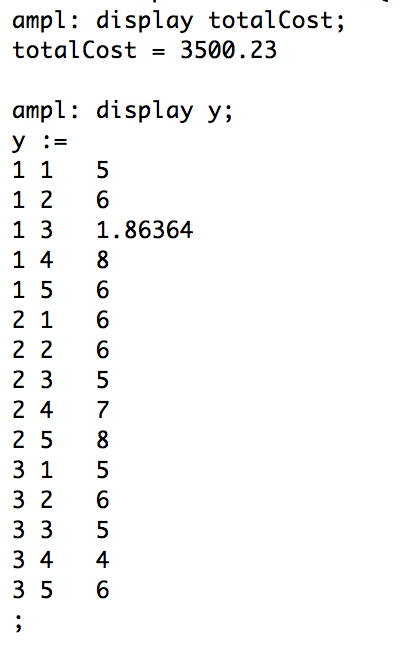 ampl: display totalCost;
totalCost = 3500.23
ampl: display y;
y :=
1 1   5
1 2   6
1 3   1.86364
1 4   8
1 5   6
2 1   6
2 2   6
2 3   5
2 4   7
2 5   8
3 1   5
3 2   6
3 3   5
3 4   4
3 5   6
;